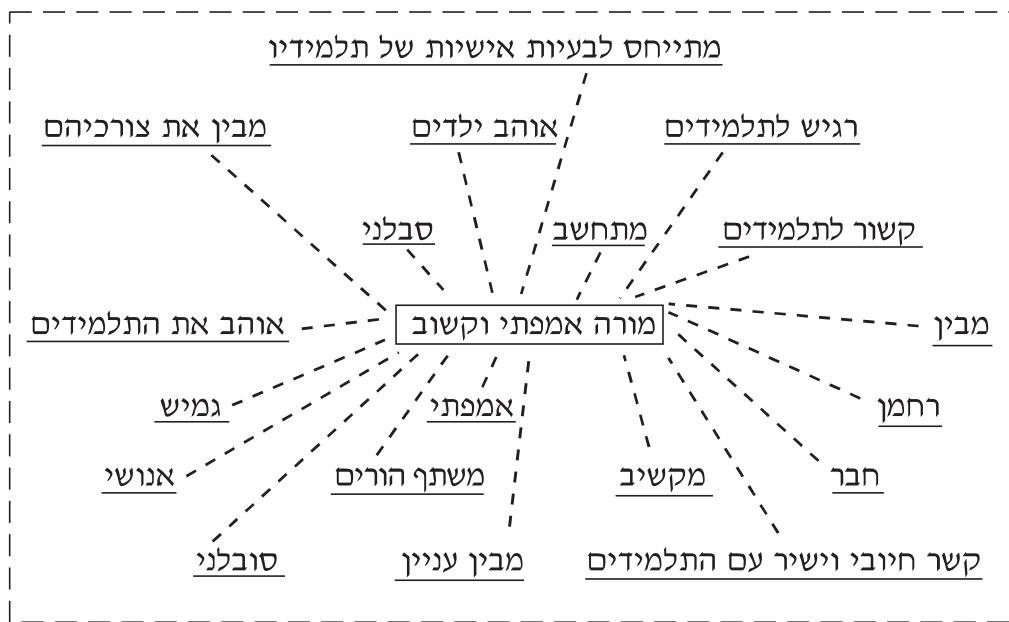 מתייחס לבעיות אישיות של תלמידיו
רגיש לתלמידים
אוהב ילדים
מבין את צורכיהם
קשור לתלמידים
מתחשב
סבלני
מורה אמפתי וקשוב
מבין
אוהב את התלמידים
רחמן
אמפתי
גמיש
חבר
מקשיב
משתף הורים
אנושי
קשר חיובי וישיר עם התלמידים
מבין עניין
סובלני